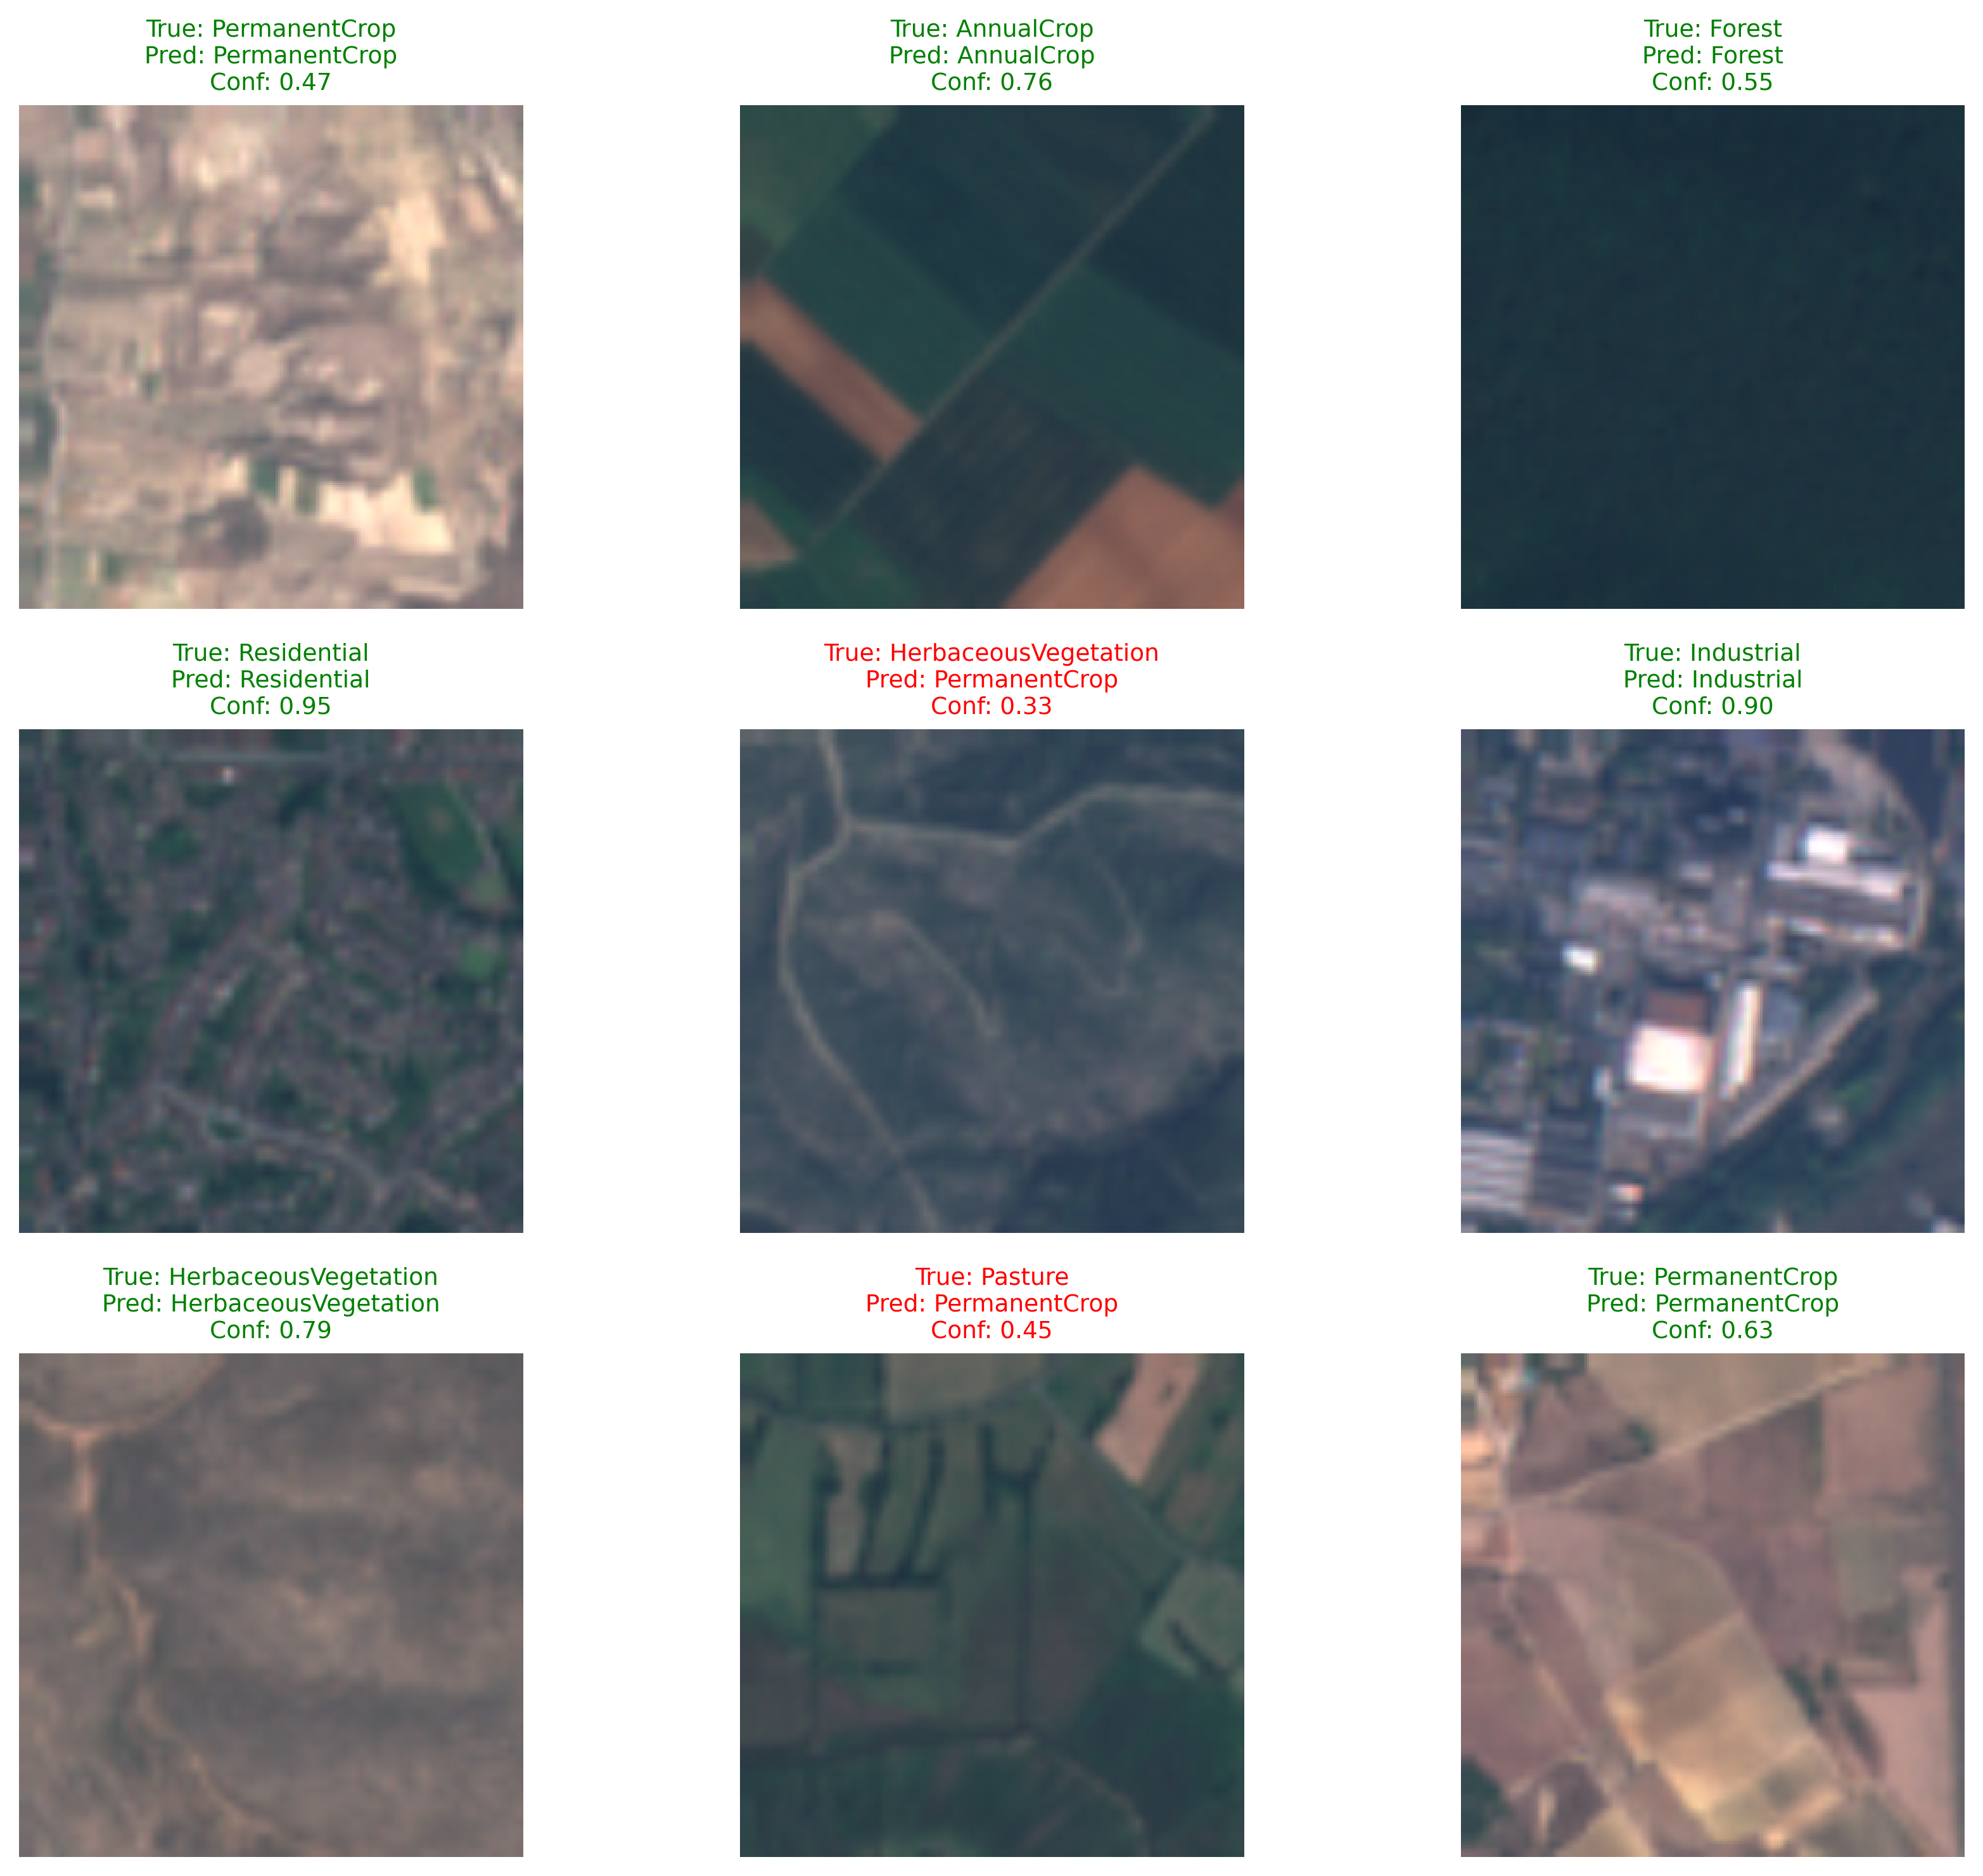 True: PermanentCrop
Pred: PermanentCrop
Conf: 0.47
True: AnnualCrop
Pred: AnnualCrop
Conf: 0.76
True: Forest
Pred: Forest
Conf: 0.55
True: Residential
Pred: Residential
Conf: 0.95
True: HerbaceousVegetation
Pred: PermanentCrop
Conf: 0.33
True: Industrial
Pred: Industrial
Conf: 0.90
True: HerbaceousVegetation
Pred: HerbaceousVegetation
Conf: 0.79
True: Pasture
Pred: PermanentCrop
Conf: 0.45
True: PermanentCrop
Pred: PermanentCrop
Conf: 0.63